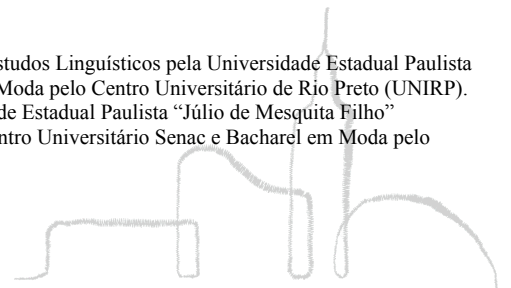 studos Linguísticos pela Universidade Estadual Paulista
Moda pelo Centro Universitário de Rio Preto (UNIRP).
de Estadual Paulista “Júlio de Mesquita Filho”
ntro Universitário Senac e Bacharel em Moda pelo